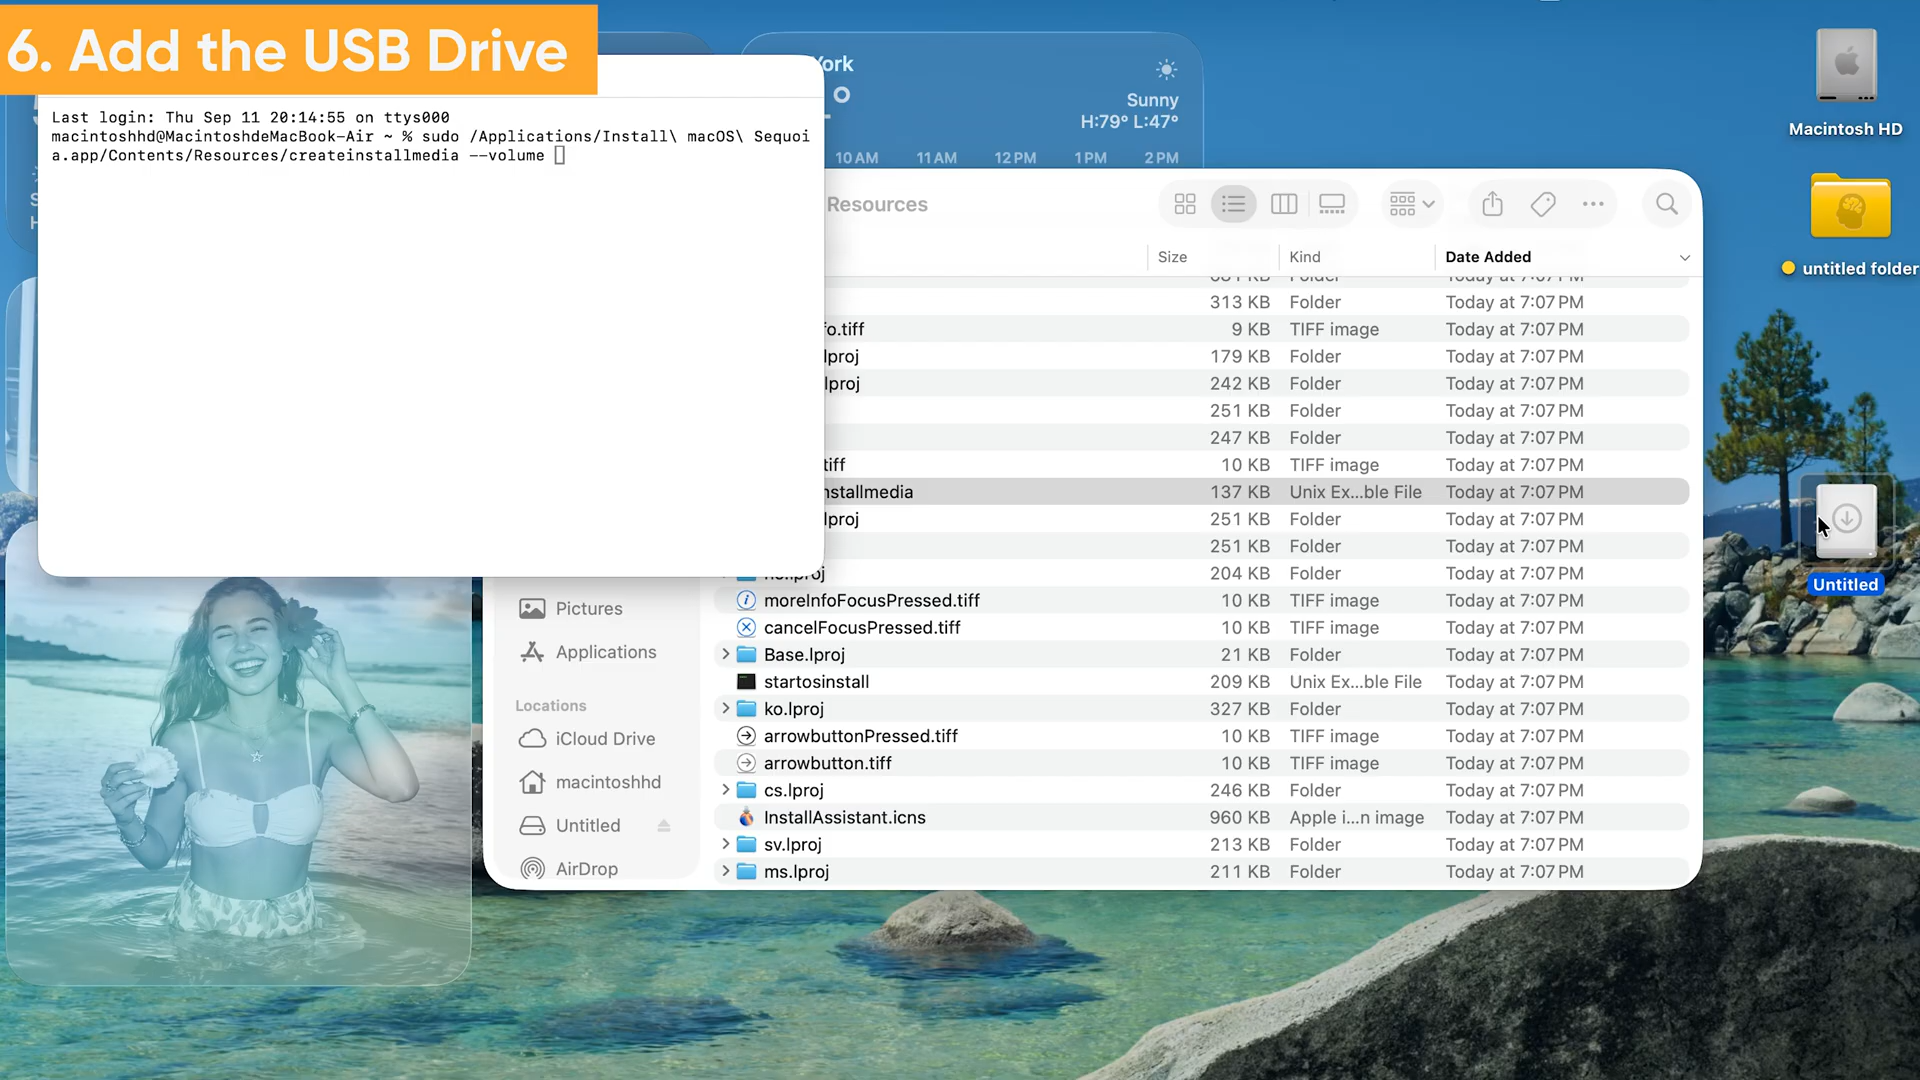 6. Add the USB Drive
Last login: Thu Sep 11 20:14:55 on ttys000
macintoshhd@MacintoshdeMacBook-Air ~ % sudo /Applications/Install\ macOS\ Sequoi
a.app/Contents/Resources/createinstallmedia --volume
York
Sunny
H:79° L:47°
10 AM 11 AM 12 PM 1 PM 2 PM
Resources
Size Kind Date Added
Folder Today at 7:07 PM
313 KB Folder Today at 7:07 PM
fo.tiff 9 KB TIFF image Today at 7:07 PM
lproj 179 KB Folder Today at 7:07 PM
lproj 242 KB Folder Today at 7:07 PM
251 KB Folder Today at 7:07 PM
247 KB Folder Today at 7:07 PM
tiff 10 KB TIFF image Today at 7:07 PM
nstallmedia 137 KB Unix Ex...ble File Today at 7:07 PM
lproj 251 KB Folder Today at 7:07 PM
251 KB Folder Today at 7:07 PM
204 KB Folder Today at 7:07 PM
moreInfoFocusPressed.tiff 10 KB TIFF image Today at 7:07 PM
cancelFocusPressed.tiff 10 KB TIFF image Today at 7:07 PM
Base.lproj 21 KB Folder Today at 7:07 PM
startosinstall 209 KB Unix Ex...ble File Today at 7:07 PM
ko.lproj 327 KB Folder Today at 7:07 PM
arrowbuttonPressed.tiff 10 KB TIFF image Today at 7:07 PM
arrowbutton.tiff 10 KB TIFF image Today at 7:07 PM
cs.lproj 246 KB Folder Today at 7:07 PM
InstallAssistant.icns 960 KB Apple i...n image Today at 7:07 PM
sv.lproj 213 KB Folder Today at 7:07 PM
ms.lproj 211 KB Folder Today at 7:07 PM
Pictures
Applications
Locations
iCloud Drive
macintoshhd
Untitled
AirDrop
Macintosh HD
untitled folder
Untitled